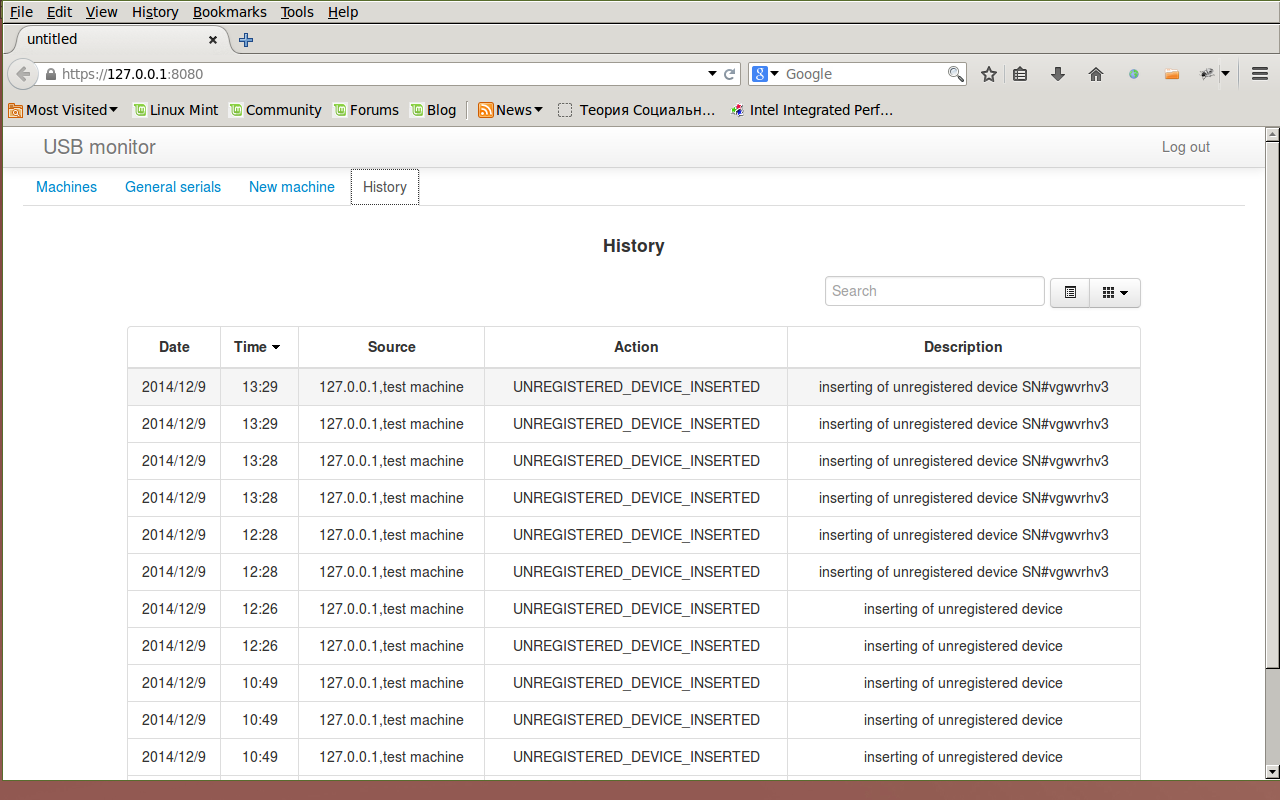 File Edit View History Bookmarks Tools Help
untitled
https://127.0.0.1:8080 Google
Most Visited Linux Mint Community Forums Blog News Теория Социальн... Intel Integrated Perf...
USB monitor Log out
Machines General serials New machine History
History
Search
Date Time Source Action Description
2014/12/9 13:29 127.0.0.1,test machine UNREGISTERED_DEVICE_INSERTED inserting of unregistered device SN#vgwvrhv3
2014/12/9 13:29 127.0.0.1,test machine UNREGISTERED_DEVICE_INSERTED inserting of unregistered device SN#vgwvrhv3
2014/12/9 13:28 127.0.0.1,test machine UNREGISTERED_DEVICE_INSERTED inserting of unregistered device SN#vgwvrhv3
2014/12/9 13:28 127.0.0.1,test machine UNREGISTERED_DEVICE_INSERTED inserting of unregistered device SN#vgwvrhv3
2014/12/9 12:28 127.0.0.1,test machine UNREGISTERED_DEVICE_INSERTED inserting of unregistered device SN#vgwvrhv3
2014/12/9 12:28 127.0.0.1,test machine UNREGISTERED_DEVICE_INSERTED inserting of unregistered device SN#vgwvrhv3
2014/12/9 12:26 127.0.0.1,test machine UNREGISTERED_DEVICE_INSERTED inserting of unregistered device
2014/12/9 12:26 127.0.0.1,test machine UNREGISTERED_DEVICE_INSERTED inserting of unregistered device
2014/12/9 10:49 127.0.0.1,test machine UNREGISTERED_DEVICE_INSERTED inserting of unregistered device
2014/12/9 10:49 127.0.0.1,test machine UNREGISTERED_DEVICE_INSERTED inserting of unregistered device
2014/12/9 10:49 127.0.0.1,test machine UNREGISTERED_DEVICE_INSERTED inserting of unregistered device